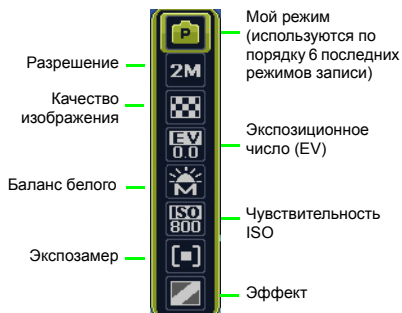 Мой режим
(используются по
порядку 6 последних
режимов записи)
P
Разрешение
2M
Качество
изображения
EV
0.0
Экспозиционное
число (EV)
Баланс белого
M
ISO
800
Чувствительность
ISO
Экспозамер
Эффект